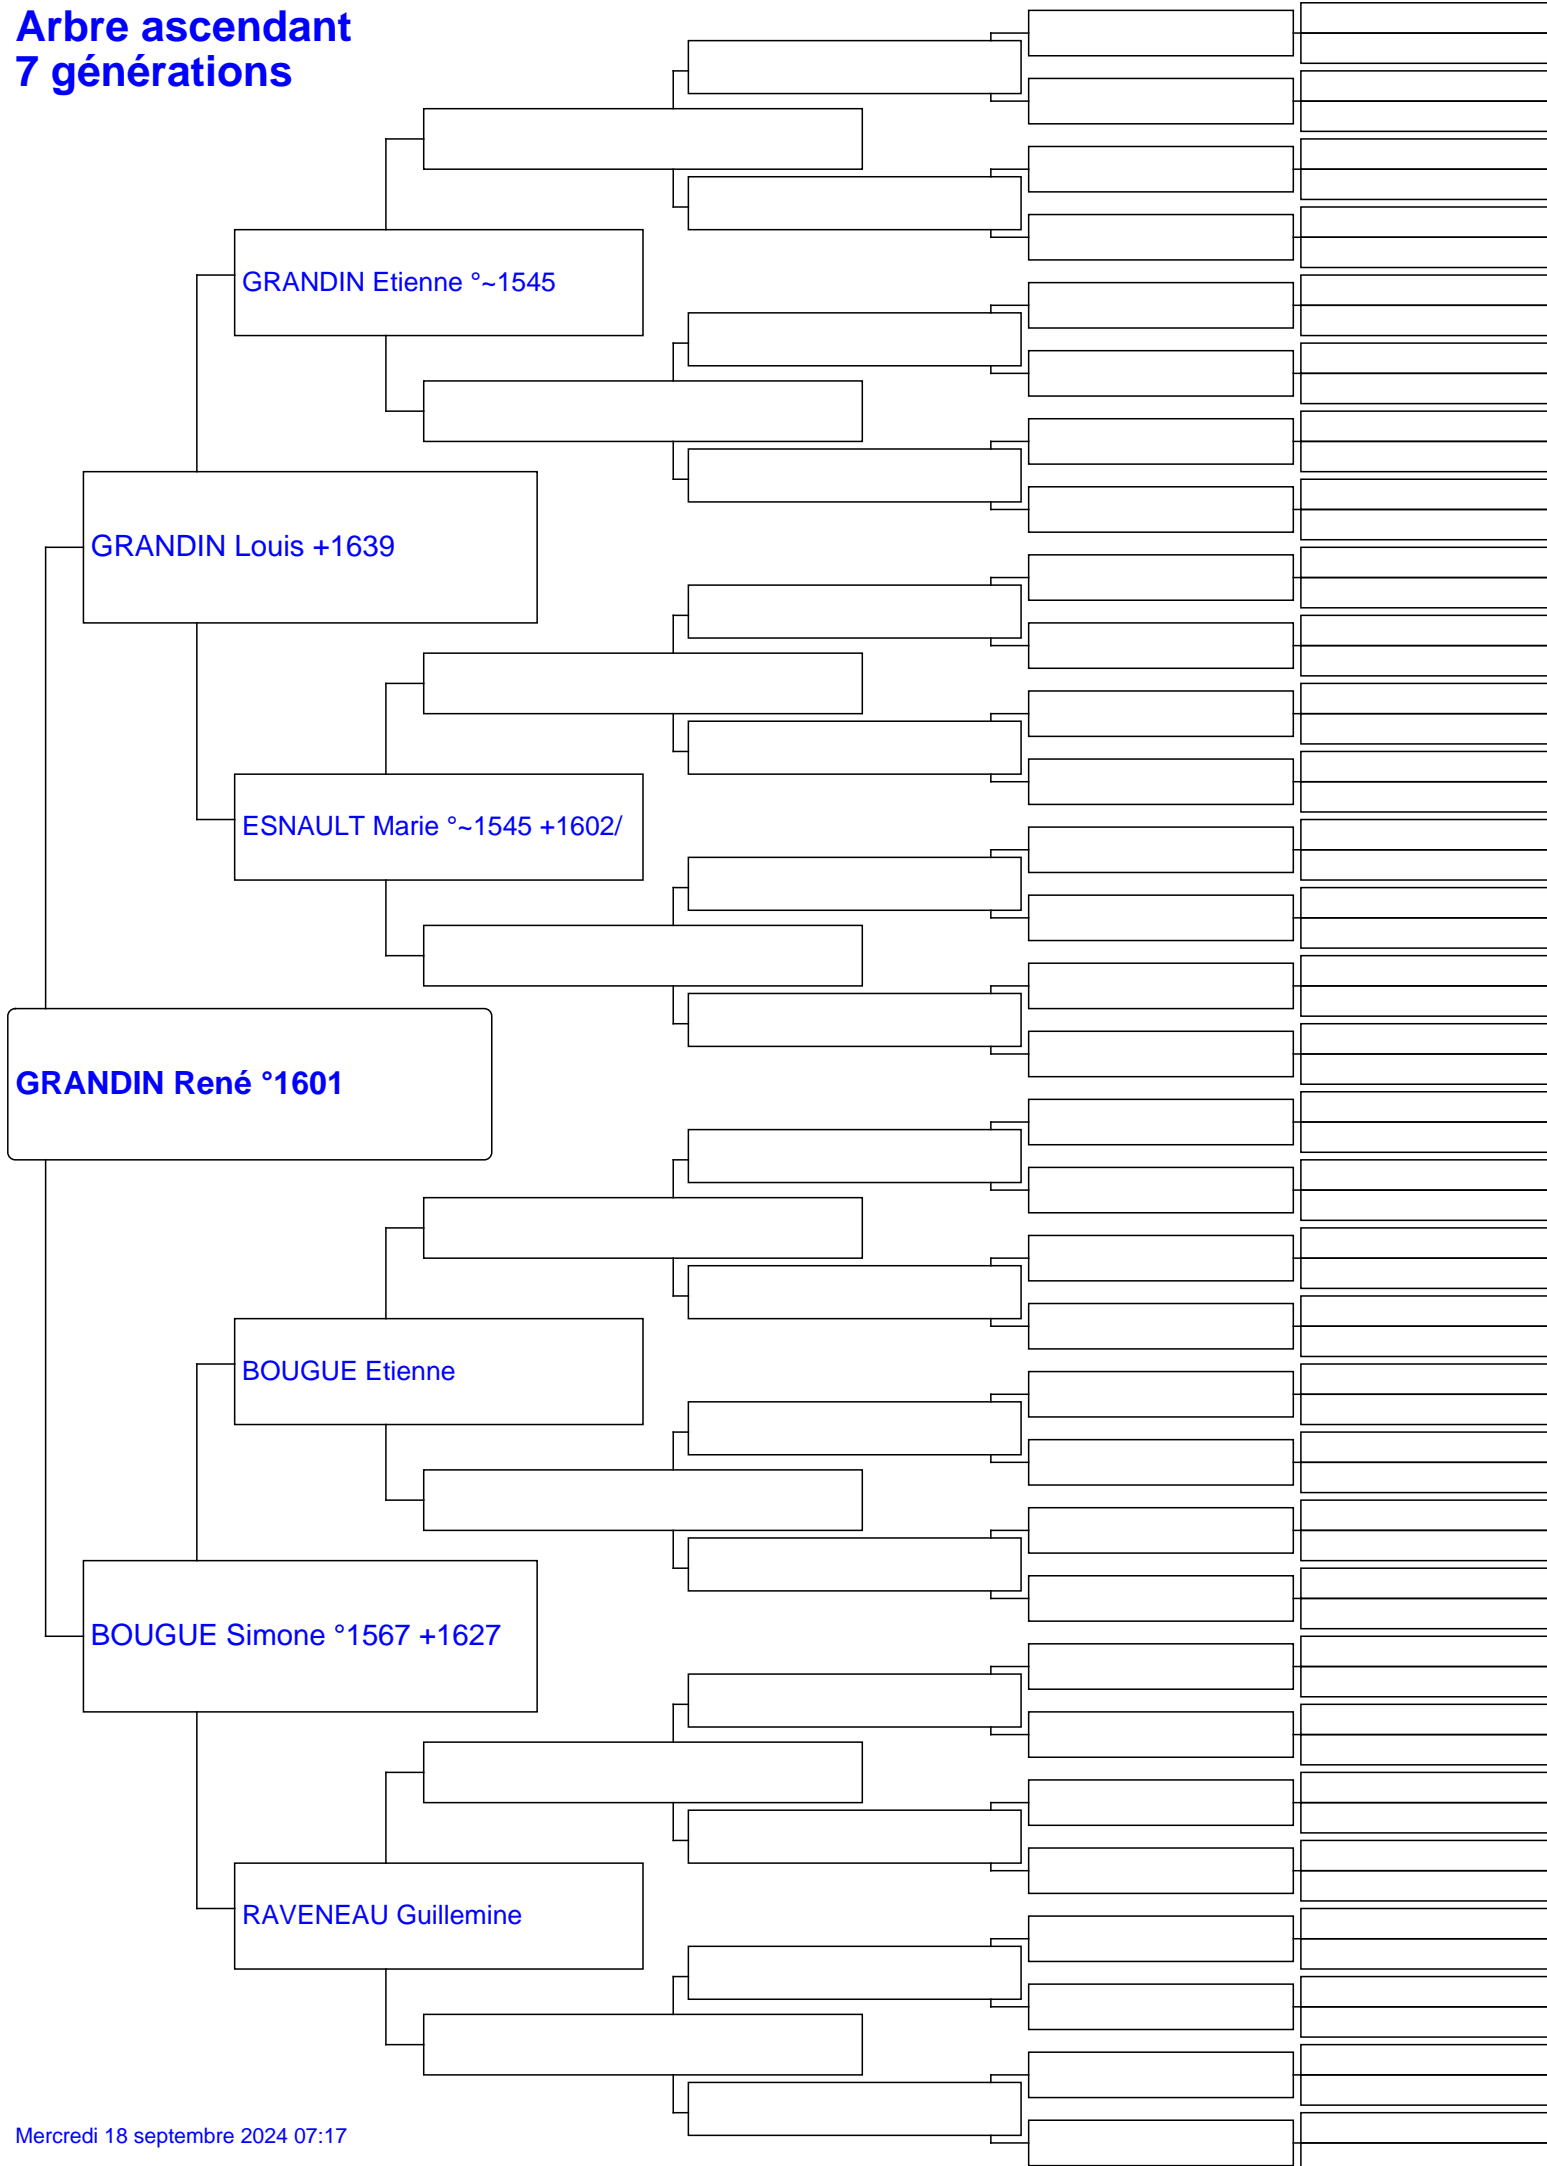 Arbre ascendant
7 générations
GRANDIN Etienne °~1545
GRANDIN Louis +1639
ESNAULT Marie °~1545 +1602/
GRANDIN René °1601
BOUGUE Etienne
BOUGUE Simone °1567 +1627
RAVENEAU Guillemine
Mercredi 18 septembre 2024 07:17